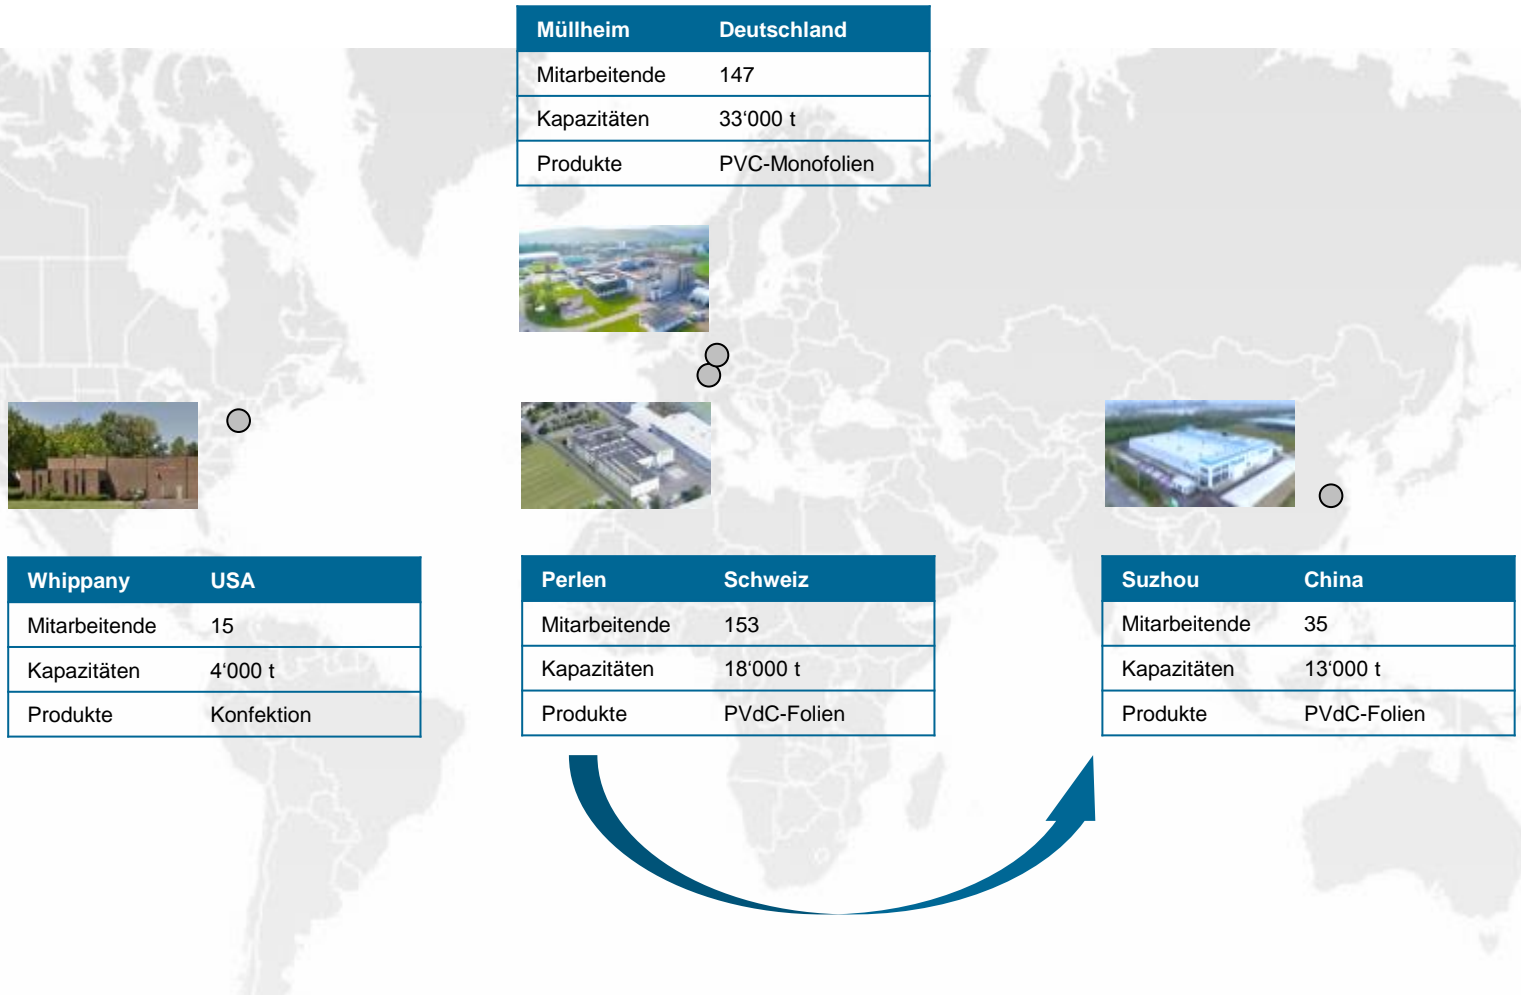 Müllheim Deutschland
Mitarbeitende 147
Kapazitäten 33‘000 t
Produkte PVC-Monofolien
Whippany USA
Mitarbeitende 15
Kapazitäten 4‘000 t
Produkte Konfektion
Perlen Schweiz
Mitarbeitende 153
Kapazitäten 18‘000 t
Produkte PVdC-Folien
Suzhou China
Mitarbeitende 35
Kapazitäten 13‘000 t
Produkte PVdC-Folien